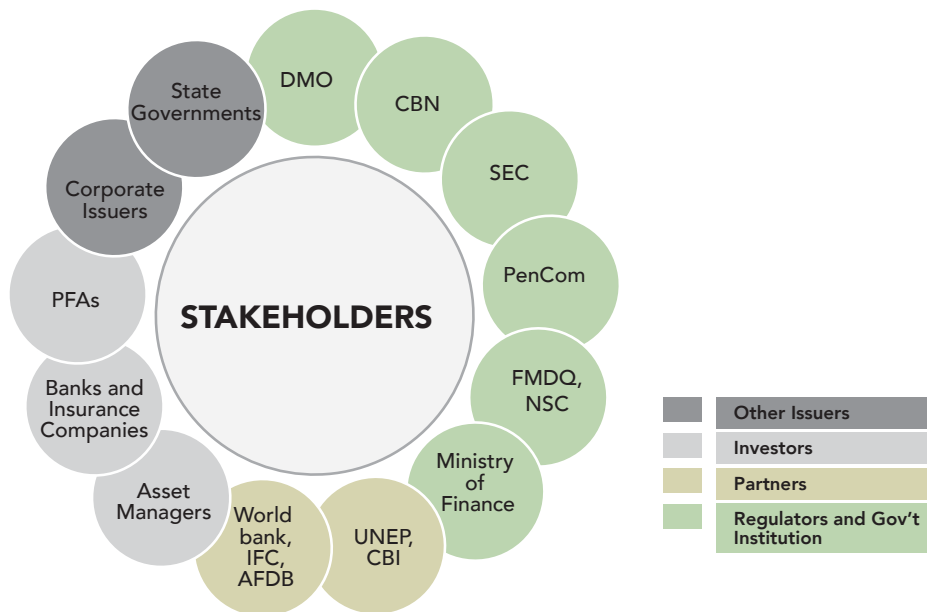 DMO
CBN
SEC
PenCom
FMDQ,
NSC
Ministry
of
Finance
UNEP,
CBI
World
bank,
IFC,
AFDB
Asset
Managers
Banks and
Insurance
Companies
PFAs
Corporate
Issuers
State
Governments
STAKEHOLDERS
Other Issuers
Investors
Partners
Regulators and Gov't
Institution